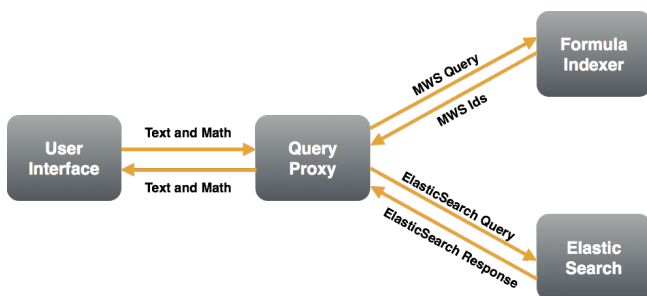 Formula
Indexer
MWS Query
MWS Ids
User
Interface
Text and Math
Text and Math
Query
Proxy
ElasticSearch Query
ElasticSearch Response
Elastic
Search